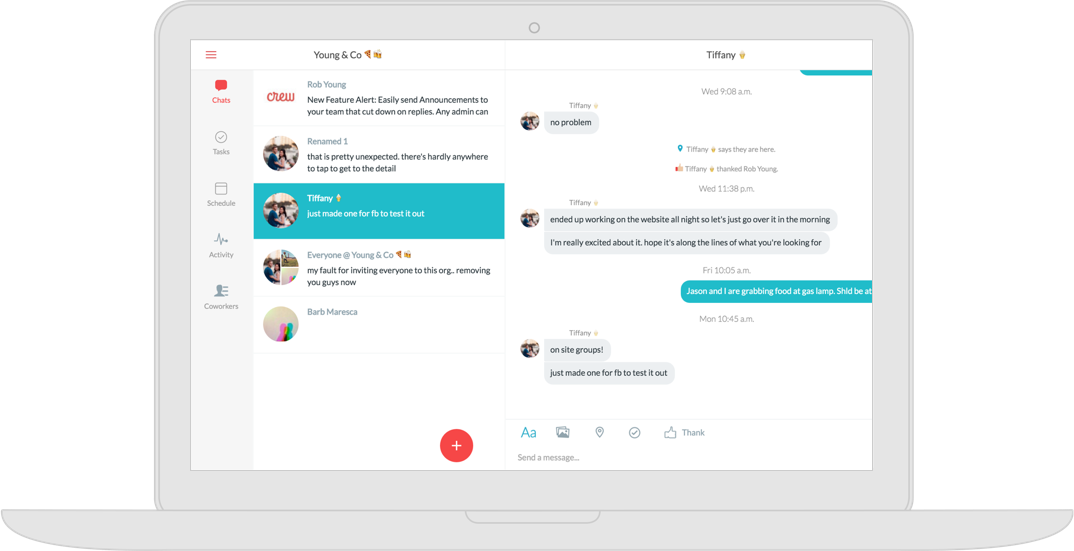 Young & Co
Tiffany
Chats
Tasks
Schedule
Activity
Coworkers
crew
Rob Young
New Feature Alert: Easily send Announcements to
your team that cut down on replies. Any admin can
Renamed 1
that is pretty unexpected. there's hardly anywhere
to tap to get to the detail
Tiffany
just made one for fb to test it out
Everyone @ Young & Co
my fault for inviting everyone to this org.. removing
you guys now
Barb Maresca
+
Wed 9:08 a.m.
Tiffany
no problem
Tiffany says they are here.
Tiffany thanked Rob Young.
Wed 11:38 p.m.
Tiffany
ended up working on the website all night so let's just go over it in the morning
I'm really excited about it. hope it's along the lines of what you're looking for
Fri 10:05 a.m.
Jason and I are grabbing food at gas lamp. Shld be at
Mon 10:45 a.m.
Tiffany
on site groups!
just made one for fb to test it out
Aa
Thank
Send a message...